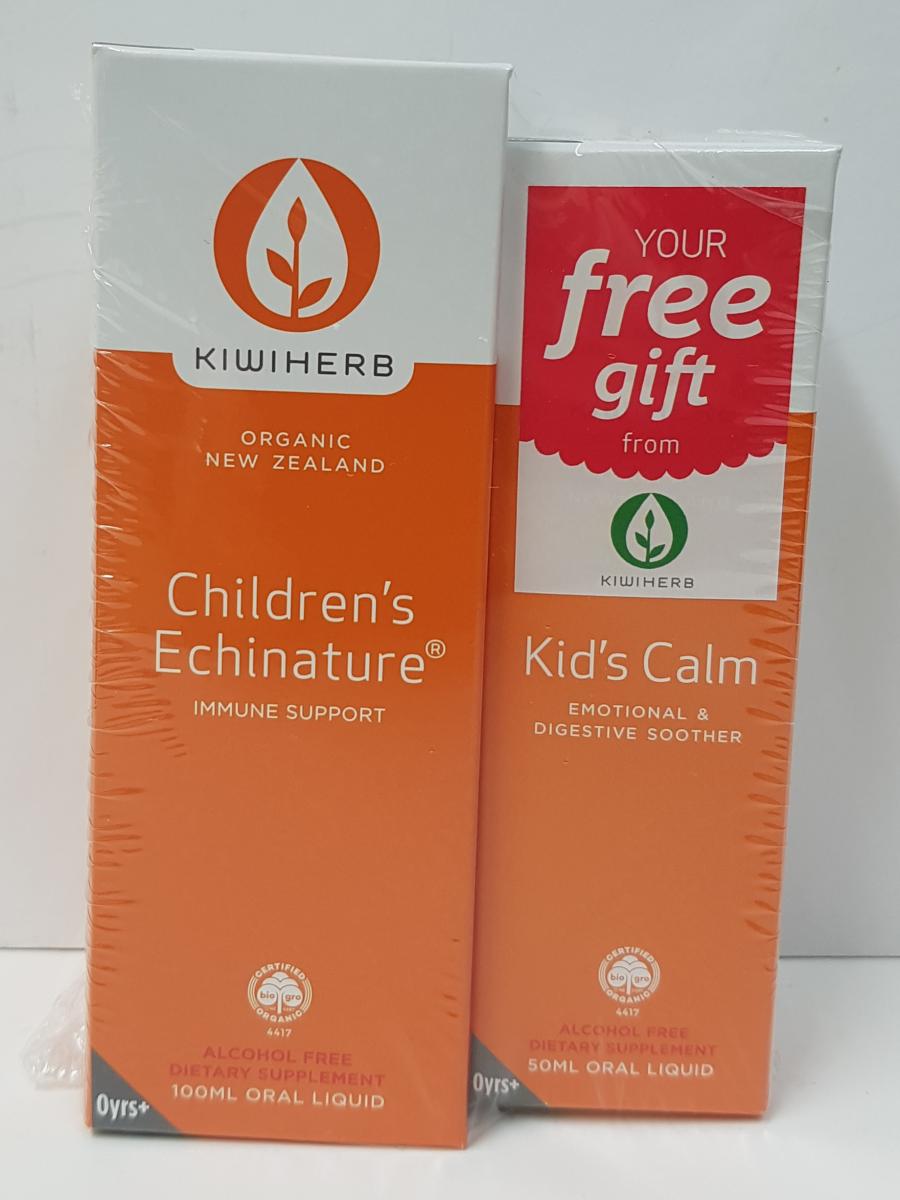 KIWIHERB
ORGANIC
NEW ZEALAND
Children's
Echinature®
IMMUNE SUPPORT
CERTIFIED
bio gro
ORGANIC
4417
ALCOHOL FREE
DIETARY SUPPLEMENT
100ML ORAL LIQUID
0yrs+
YOUR
free
gift
from
KIWIHERB
Kid's Calm
EMOTIONAL &
DIGESTIVE SOOTHER
CERTIFIED
bio gro
ORGANIC
4417
ALCOHOL FREE
DIETARY SUPPLEMENT
50ML ORAL LIQUID
0yrs+